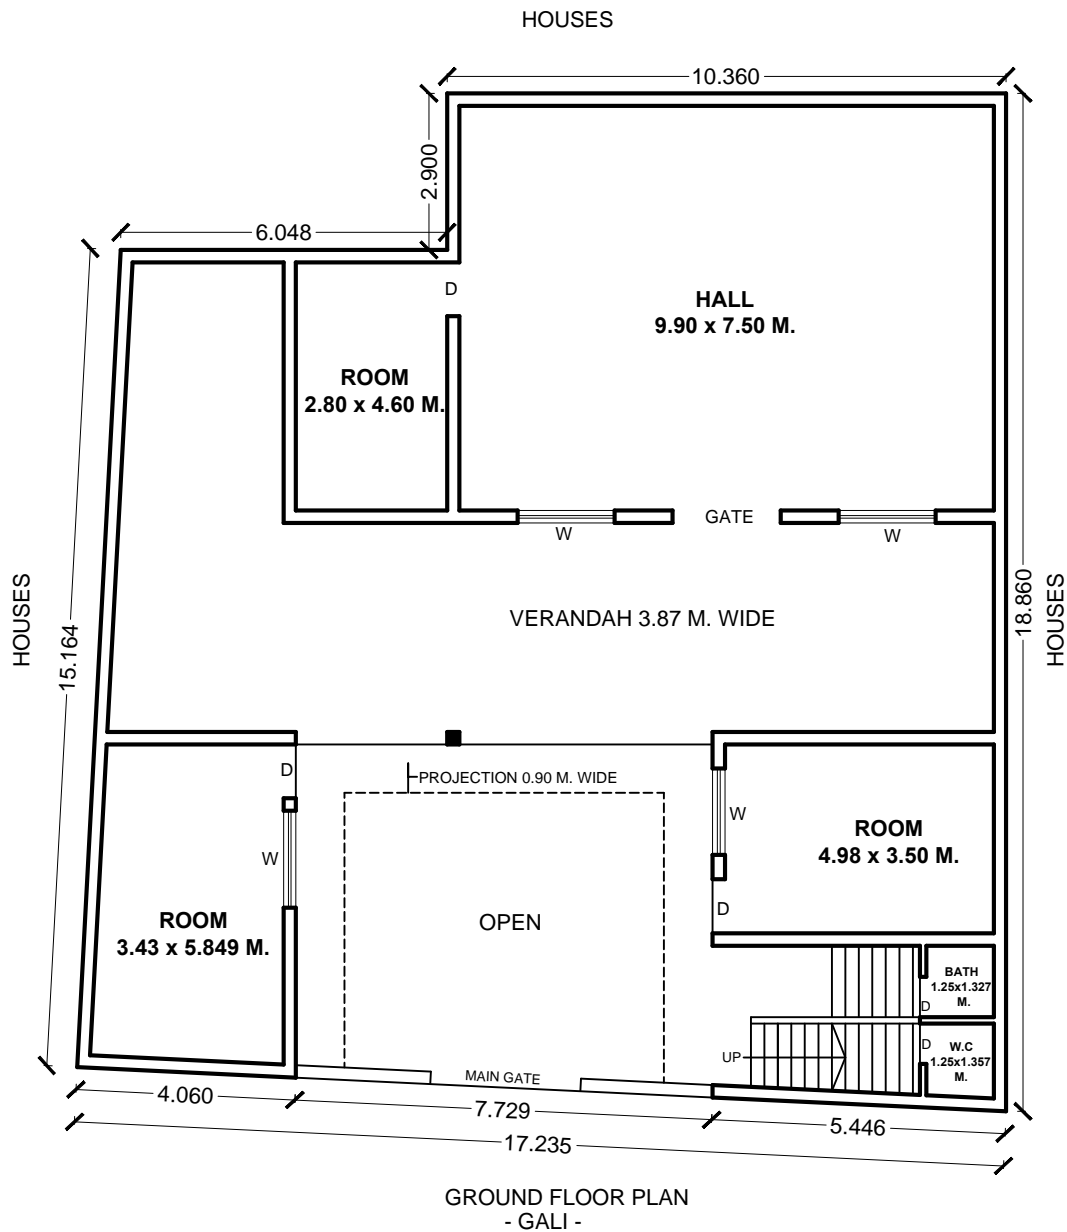 HOUSES
10.360
2.900
6.048
D
HALL
9.90 x 7.50 M.
ROOM
2.80 x 4.60 M.
GATE
W
W
HOUSES
15.164
VERANDAH 3.87 M. WIDE
18.860
HOUSES
D
PROJECTION 0.90 M. WIDE
W
ROOM
4.98 x 3.50 M.
W
ROOM
3.43 x 5.849 M.
OPEN
D
BATH
1.25x1.327
M.
D
W.C
1.25x1.357
M.
D
UP
MAIN GATE
4.060
7.729
5.446
17.235
GROUND FLOOR PLAN
- GALI -